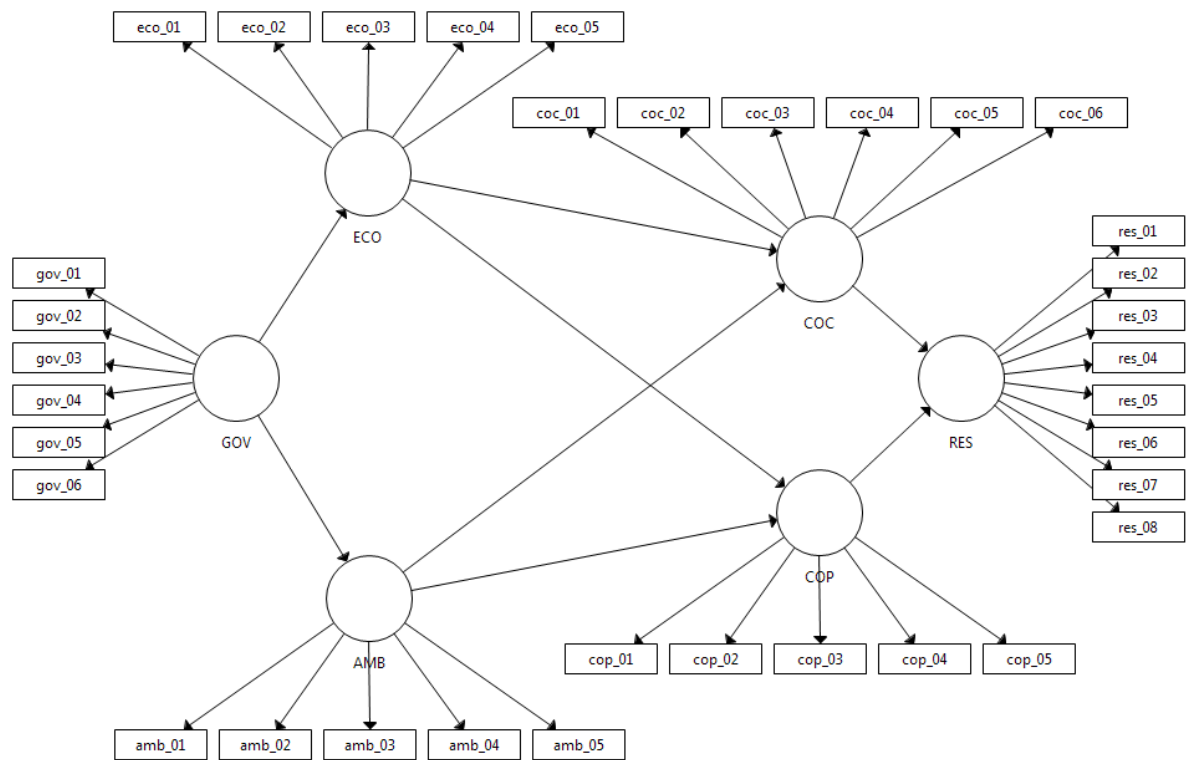 eco_01
eco_02
eco_03
eco_04
eco_05
coc_01
coc_02
coc_03
coc_04
coc_05
coc_06
ECO
COC
gov_01
gov_02
gov_03
gov_04
gov_05
gov_06
GOV
res_01
res_02
res_03
res_04
res_05
res_06
res_07
res_08
RES
COP
cop_01
cop_02
cop_03
cop_04
cop_05
AMB
amb_01
amb_02
amb_03
amb_04
amb_05